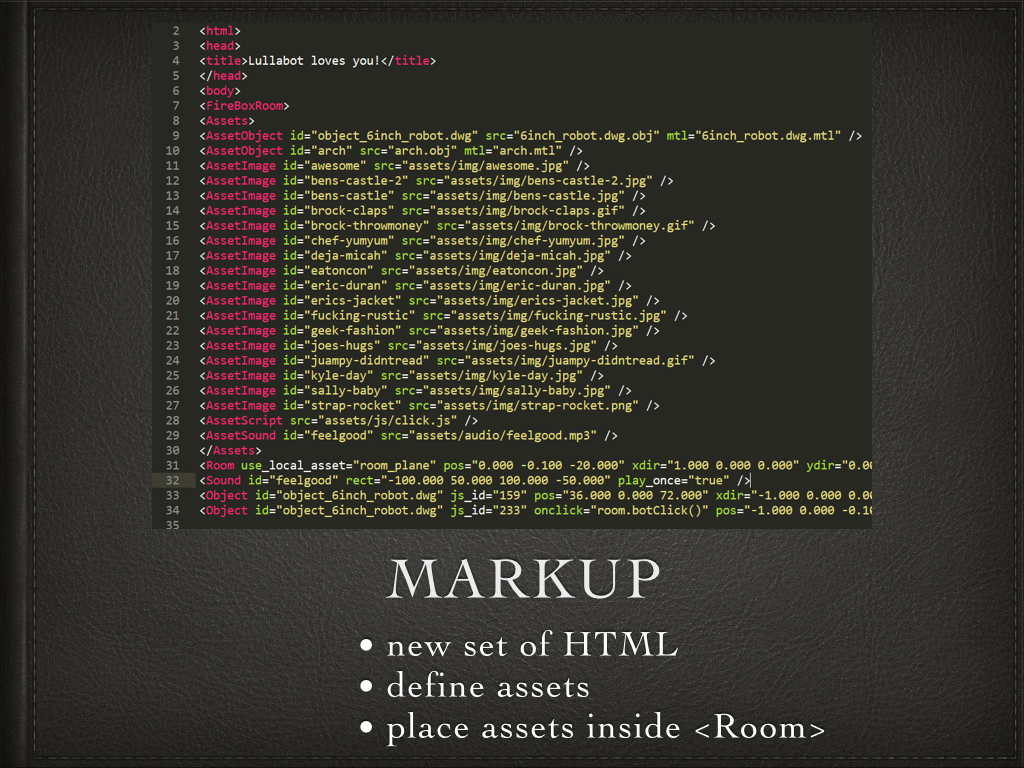 2 <html>
3 <head>
4 <title>Lullabot loves you!</title>
5 </head>
6 <body>
7 <FireBoxRoom>
8 <Assets>
9 <AssetObject id="object_6inch_robot.dwg" src="6inch_robot.dwg.obj" mtl="6inch_robot.dwg.mtl" />
10 <AssetObject id="arch" src="arch.obj" mtl="arch.mtl" />
11 <AssetImage id="awesome" src="assets/img/awesome.jpg" />
12 <AssetImage id="bens-castle-2" src="assets/img/bens-castle-2.jpg" />
13 <AssetImage id="bens-castle" src="assets/img/bens-castle.jpg" />
14 <AssetImage id="brock-claps" src="assets/img/brock-claps.gif" />
15 <AssetImage id="brock-throwmoney" src="assets/img/brock-throwmoney.gif" />
16 <AssetImage id="chef-yumyum" src="assets/img/chef-yumyum.jpg" />
17 <AssetImage id="deja-micah" src="assets/img/deja-micah.jpg" />
18 <AssetImage id="eatoncon" src="assets/img/eatoncon.jpg" />
19 <AssetImage id="eric-duran" src="assets/img/eric-duran.jpg" />
20 <AssetImage id="erics-jacket" src="assets/img/erics-jacket.jpg" />
21 <AssetImage id="fucking-rustic" src="assets/img/fucking-rustic.jpg" />
22 <AssetImage id="geek-fashion" src="assets/img/geek-fashion.jpg" />
23 <AssetImage id="joes-hugs" src="assets/img/joes-hugs.jpg" />
24 <AssetImage id="juampy-didntread" src="assets/img/juampy-didntread.gif" />
25 <AssetImage id="kyle-day" src="assets/img/kyle-day.jpg" />
26 <AssetImage id="sally-baby" src="assets/img/sally-baby.jpg" />
27 <AssetImage id="strap-rocket" src="assets/img/strap-rocket.png" />
28 <AssetScript src="assets/js/click.js" />
29 <AssetSound id="feelgood" src="assets/audio/feelgood.mp3" />
30 </Assets>
31 <Room use_local_asset="room_plane" pos="0.000 -0.100 -20.000" xdir="1.000 0.000 0.000" ydir="0.00
32 <Sound id="feelgood" rect="-100.000 50.000 100.000 -50.000" play_once="true" />
33 <Object id="object_6inch_robot.dwg" js_id="159" pos="36.000 0.000 72.000" xdir="-1.000 0.000 0.00
34 <Object id="object_6inch_robot.dwg" js_id="233" onclick="room.botClick()" pos="-1.000 0.000 -0.10
35
MARKUP
• new set of HTML
• define assets
• place assets inside <Room>